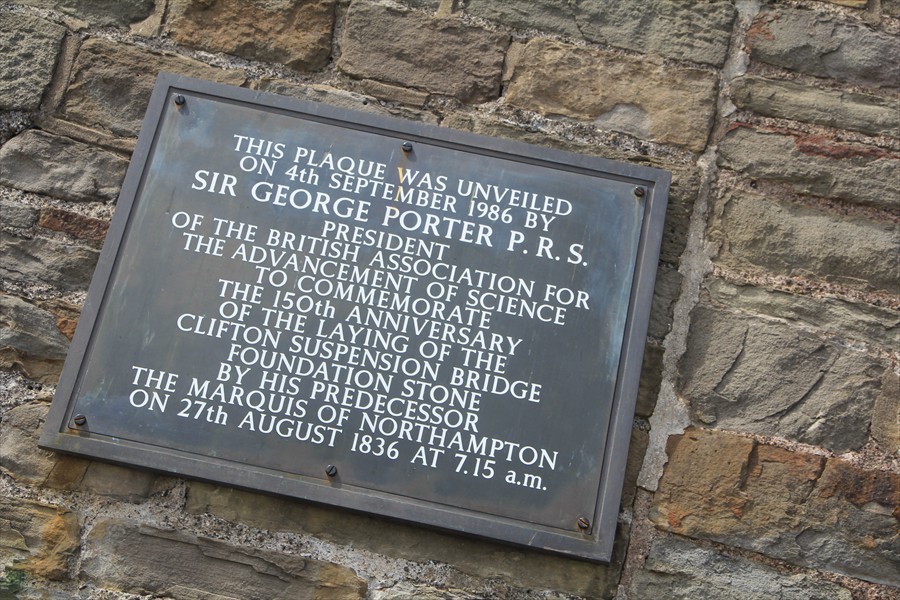 THIS PLAQUE WAS UNVEILED
ON 4th SEPTEMBER 1986 BY
SIR GEORGE PORTER P.R.S.
PRESIDENT
OF THE BRITISH ASSOCIATION FOR
THE ADVANCEMENT OF SCIENCE
TO COMMEMORATE
THE 150th ANNIVERSARY
OF THE LAYING OF THE
CLIFTON SUSPENSION BRIDGE
FOUNDATION STONE
BY HIS PREDECESSOR
THE MARQUIS OF NORTHAMPTON
ON 27th AUGUST 1836 AT 7.15 a.m.